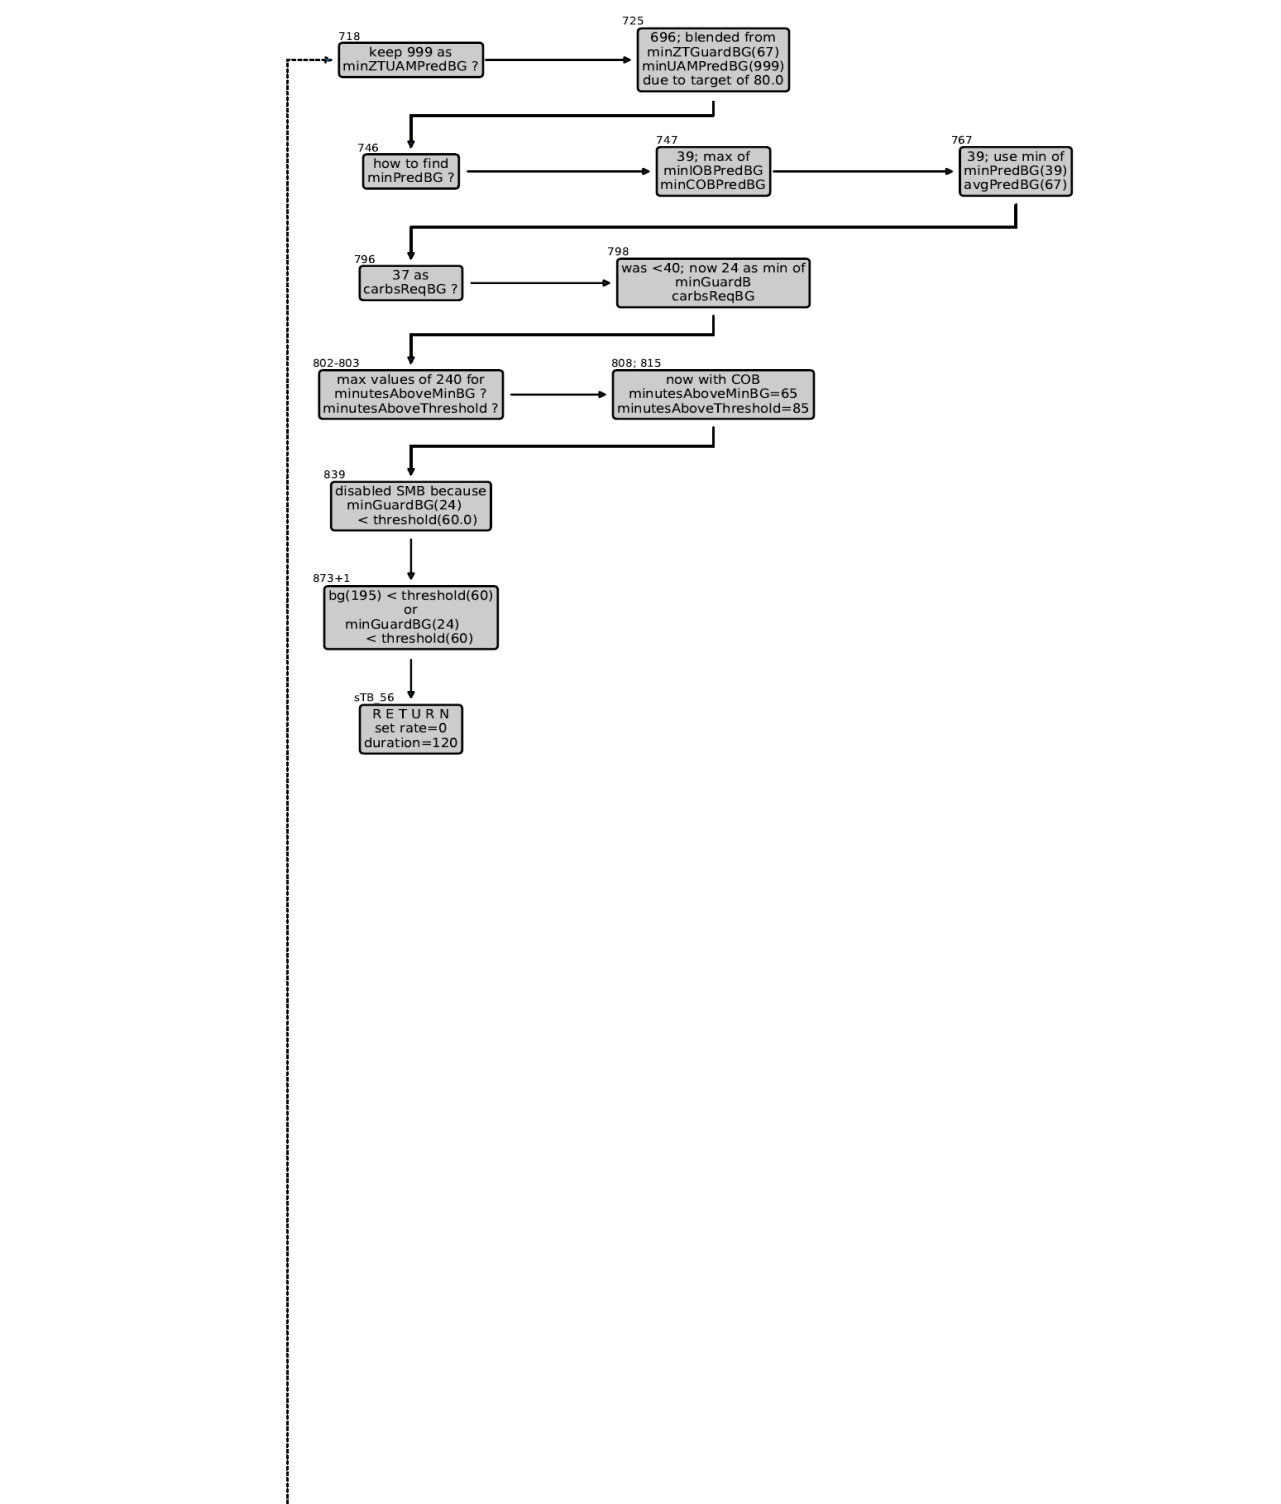 718
keep 999 as
minZTUAMPredBG ?
725
696; blended from
minZTGuardBG(67)
minUAMPredBG(999)
due to target of 80.0
746
how to find
minPredBG ?
747
39; max of
minIOBPredBG
minCOBPredBG
767
39; use min of
minPredBG(39)
avgPredBG(67)
796
37 as
carbsReqBG ?
798
was <40; now 24 as min of
minGuardB
carbsReqBG
802-803
max values of 240 for
minutesAboveMinBG ?
minutesAboveThreshold ?
808; 815
now with COB
minutesAboveMinBG=65
minutesAboveThreshold=85
839
disabled SMB because
minGuardBG(24)
< threshold(60.0)
873+1
bg(195) < threshold(60)
or
minGuardBG(24)
< threshold(60)
sTB_56
R E T U R N
set rate=0
duration=120